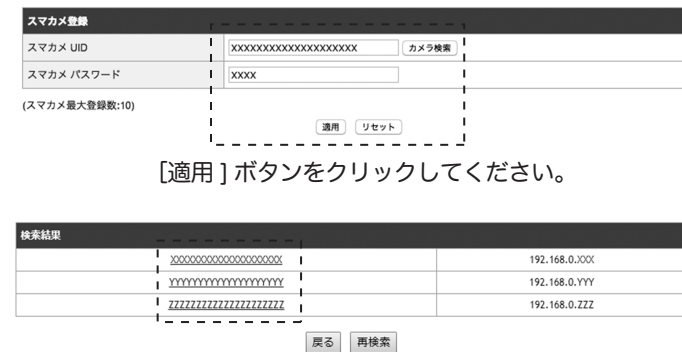 スマカメ登録
スマカメ UID XXXXXXXXXXXXXXXXXXXX カメラ検索
スマカメ パスワード XXXX
(スマカメ最大登録数:10)
適用 リセット
[適用 ] ボタンをクリックしてください。
検索結果
XXXXXXXXXXXXXXXXXXXX 192.168.0.XXX
YYYYYYYYYYYYYYYYYYYY 192.168.0.YYY
ZZZZZZZZZZZZZZZZZZZZZ 192.168.0.ZZZ
戻る 再検索